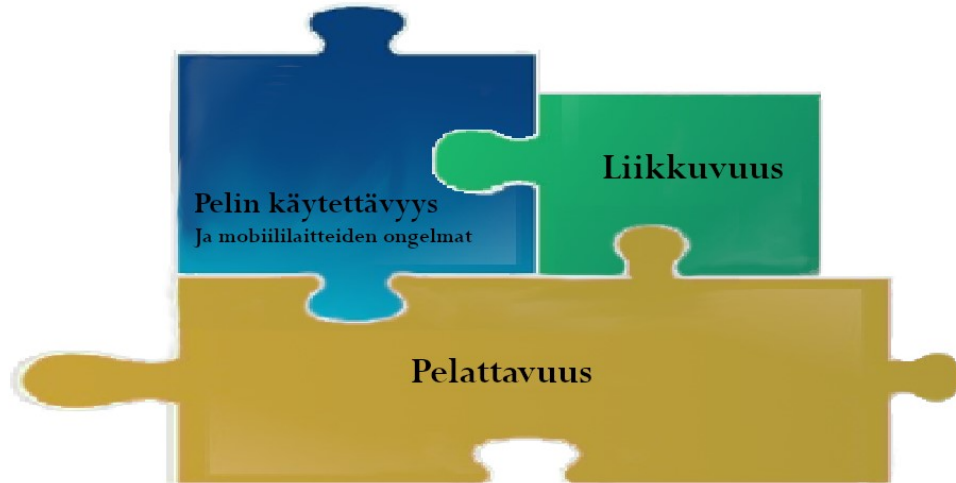 Liikkuvuus
Pelin käytettävyys
Ja mobiililaitteiden ongelmat
Pelattavuus